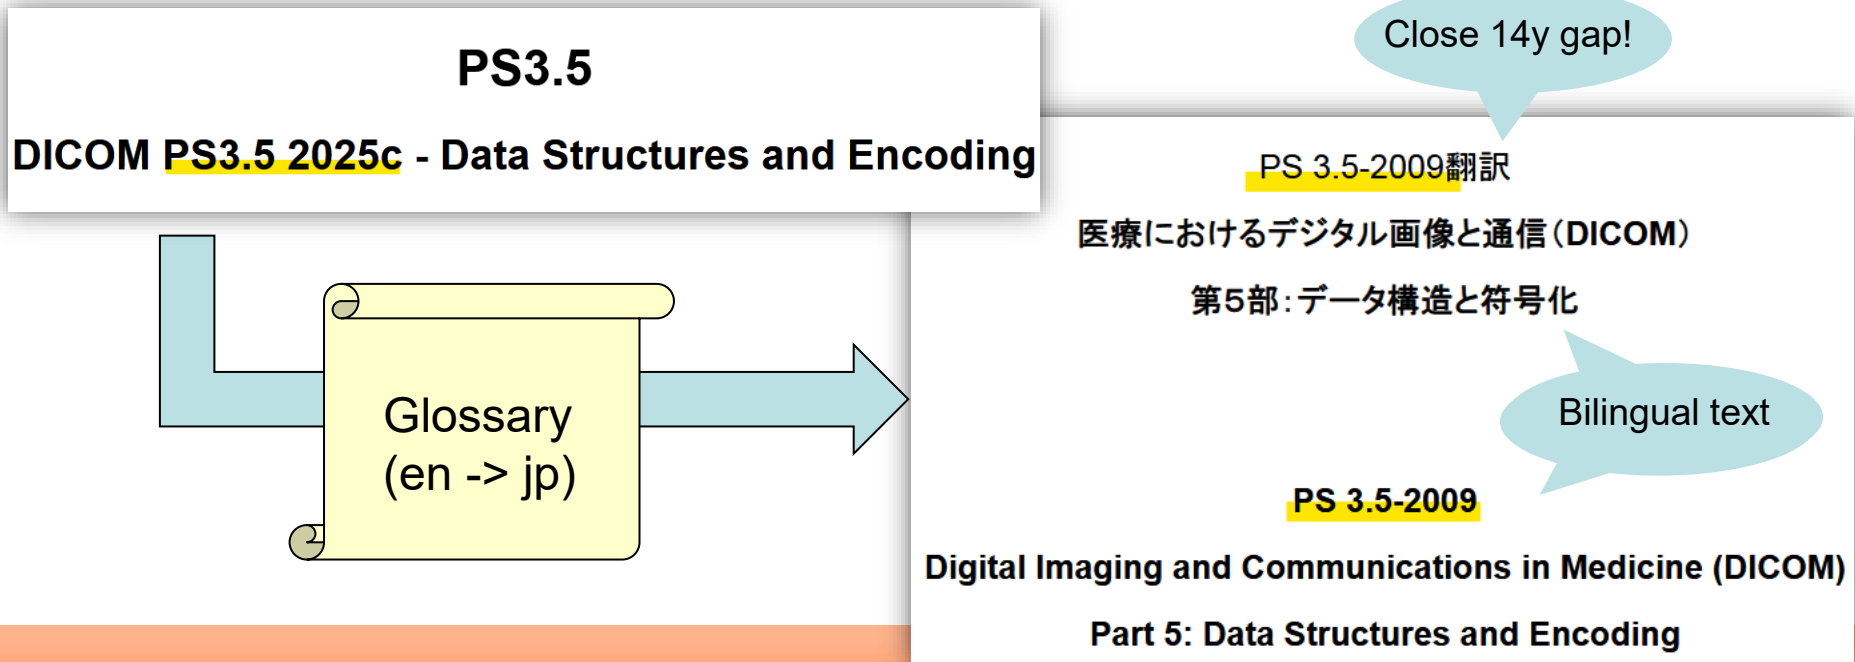 PS3.5
DICOM PS3.5 2025c - Data Structures and Encoding
Close 14y gap!
PS 3.5-2009翻訳
医療におけるデジタル画像と通信（DICOM）
第5部：データ構造と符号化
Glossary
(en -> jp)
Bilingual text
PS 3.5-2009
Digital Imaging and Communications in Medicine (DICOM)
Part 5: Data Structures and Encoding